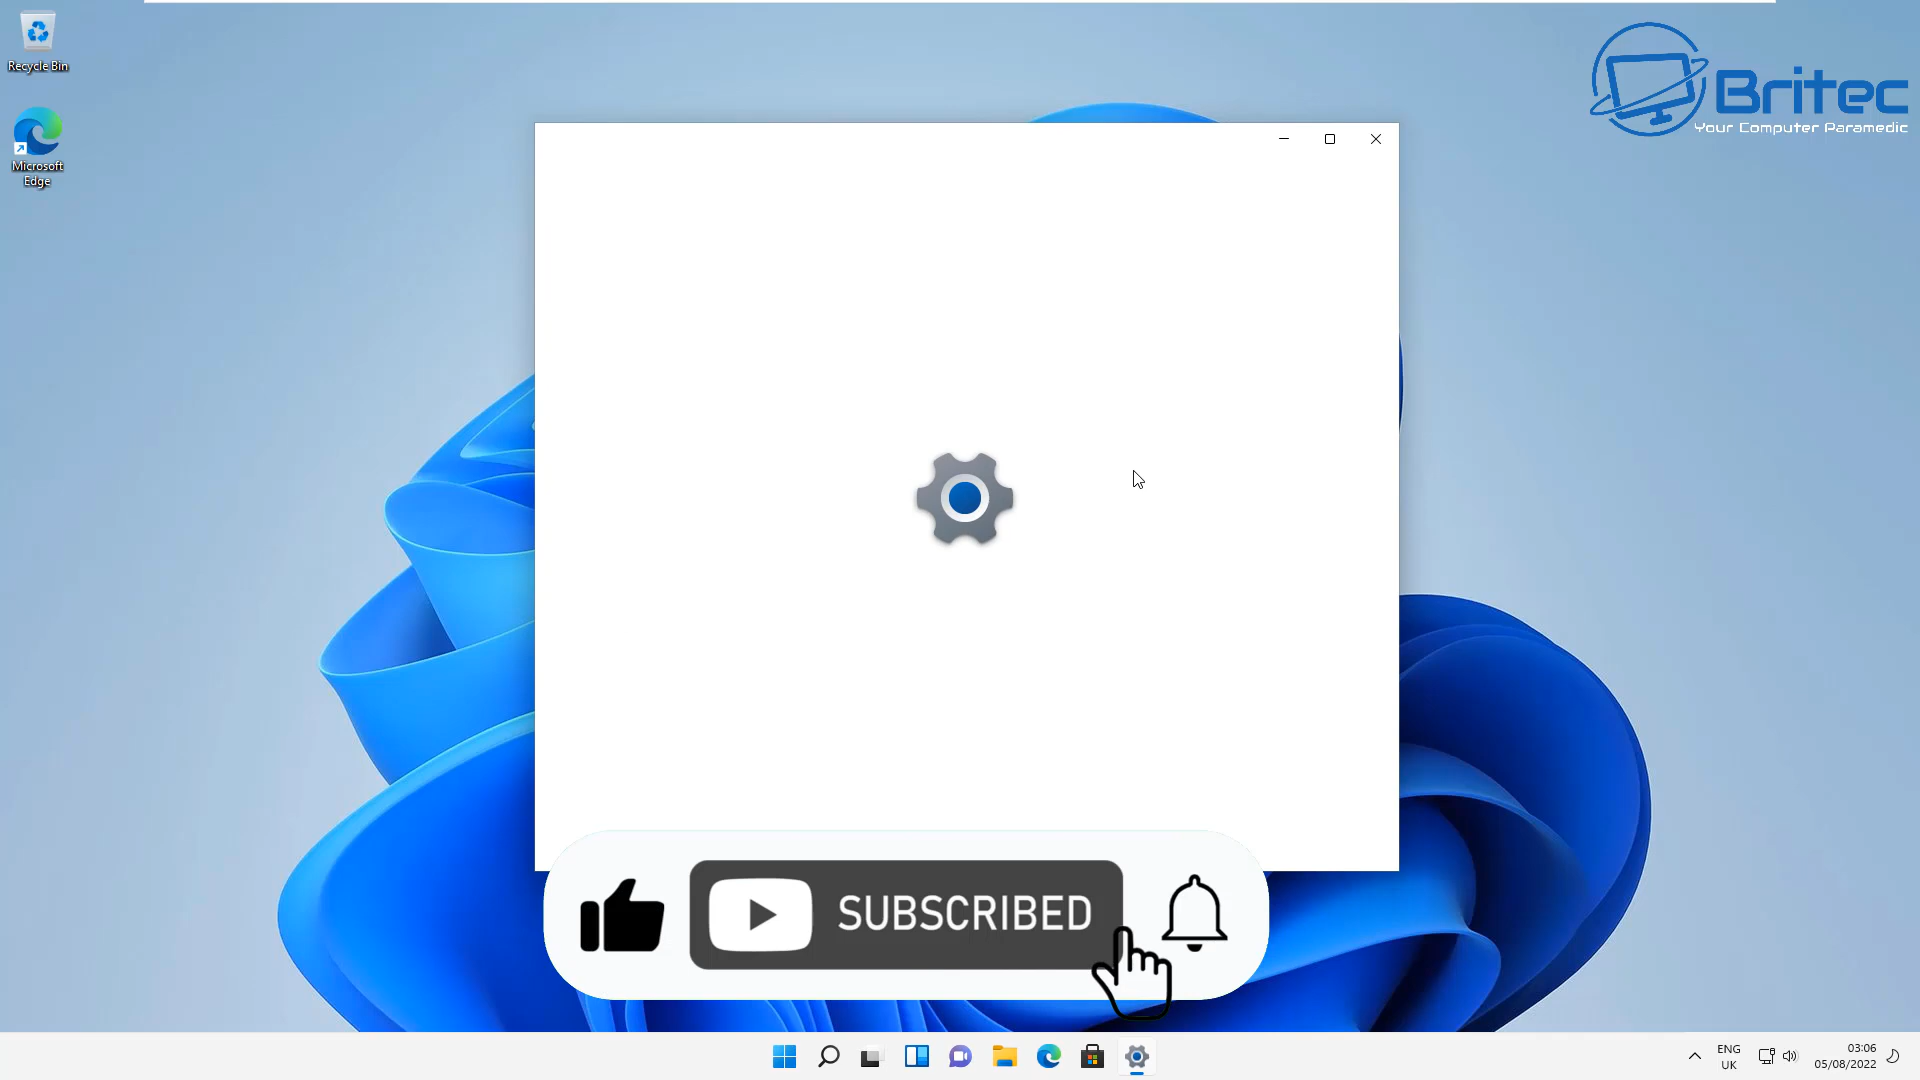 Recycle Bin
Microsoft
Edge
Britec
Your Computer Paramedic
SUBSCRIBED
ENG
UK
03:06
05/08/2022